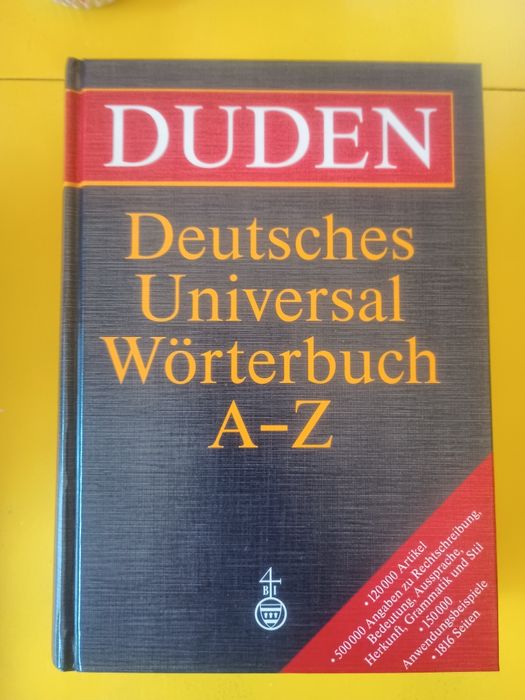 DUDEN
Deutsches
Universal
Wörterbuch
A–Z
• 120000 Artikel
• 500000 Angaben zu Rechtschreibung,
Bedeutung, Aussprache,
Herkunft, Grammatik und Stil
• 150000
Anwendungsbeispiele
• 1816 Seiten
BI